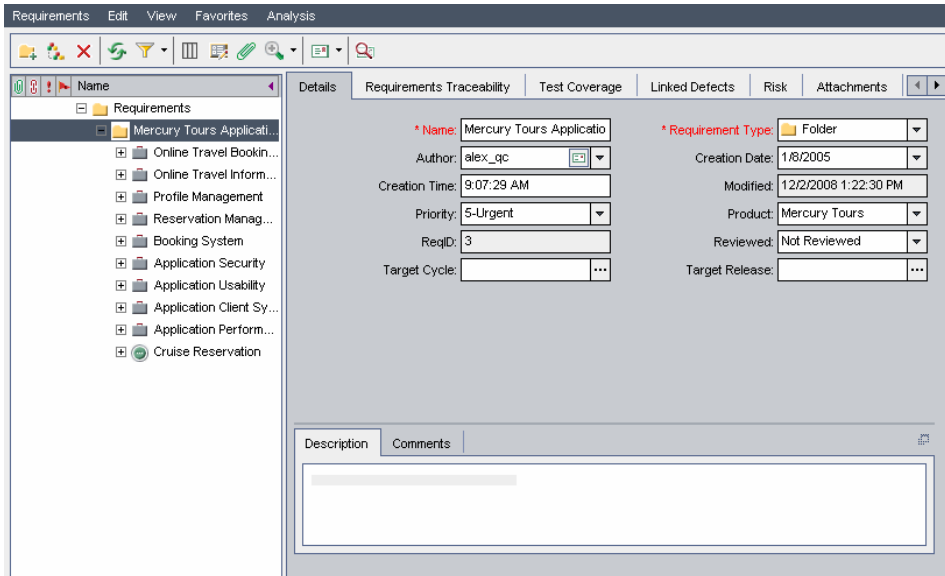 Requirements Edit View Favorites Analysis
Name
Requirements
Mercury Tours Applicati...
Online Travel Bookin...
Online Travel Inform...
Profile Management
Reservation Manag...
Booking System
Application Security
Application Usability
Application Client Sy...
Application Perform...
Cruise Reservation
Details Requirements Traceability Test Coverage Linked Defects Risk Attachments
* Name: Mercury Tours Applicatio * Requirement Type: Folder
Author: alex_qc Creation Date: 1/8/2005
Creation Time: 9:07:29 AM Modified: 12/2/2008 1:22:30 PM
Priority: 5-Urgent Product: Mercury Tours
ReqID: 3 Reviewed: Not Reviewed
Target Cycle: ... Target Release: ...
Description Comments